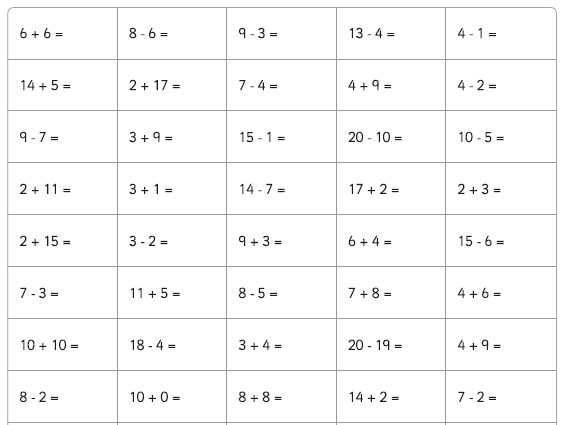 6 + 6 = 8 - 6 = 9 - 3 = 13 - 4 = 4 - 1 =
14 + 5 = 2 + 17 = 7 - 4 = 4 + 9 = 4 - 2 =
9 - 7 = 3 + 9 = 15 - 1 = 20 - 10 = 10 - 5 =
2 + 11 = 3 + 1 = 14 - 7 = 17 + 2 = 2 + 3 =
2 + 15 = 3 - 2 = 9 + 3 = 6 + 4 = 15 - 6 =
7 - 3 = 11 + 5 = 8 - 5 = 7 + 8 = 4 + 6 =
10 + 10 = 18 - 4 = 3 + 4 = 20 - 19 = 4 + 9 =
8 - 2 = 10 + 0 = 8 + 8 = 14 + 2 = 7 - 2 =